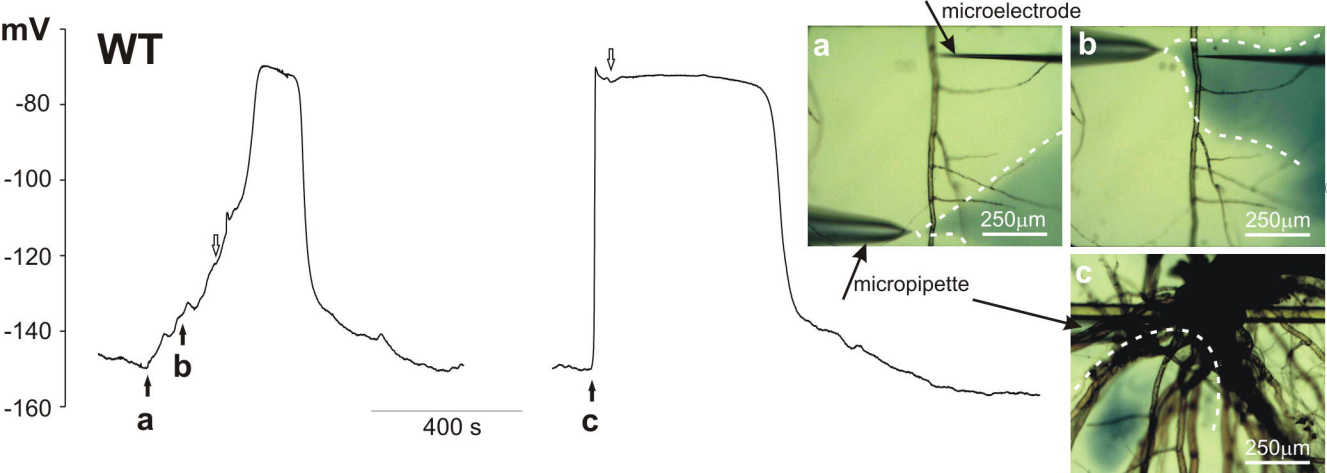 mV
WT
-80
-100
-120
-140
-160
a
b
c
400 s
microelectrode
a
250µm
b
250µm
micropipette
c
250µm